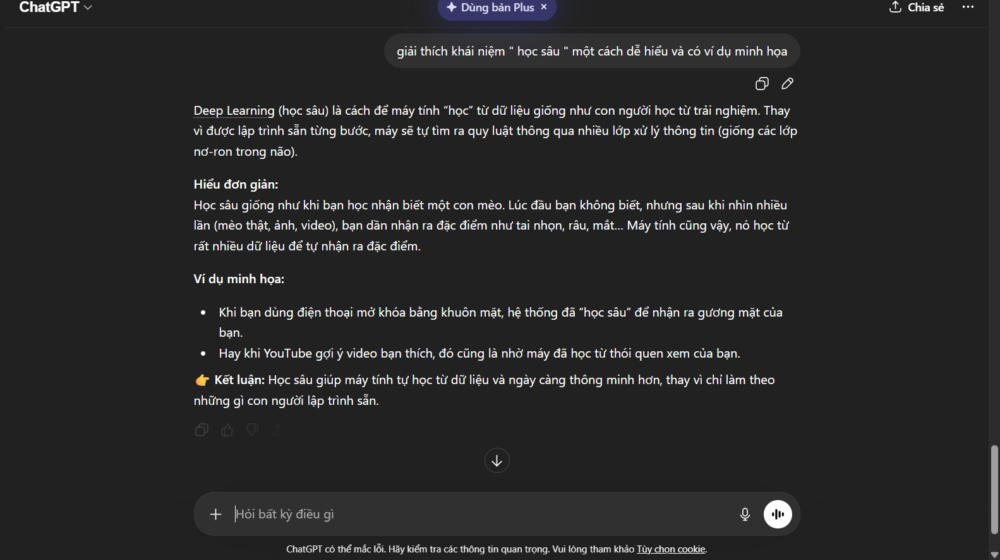 ChatGPT
Dùng bản Plus ×
Chia sẻ
giải thích khái niệm " học sâu " một cách dễ hiểu và có ví dụ minh họa
Deep Learning (học sâu) là cách để máy tính “học” từ dữ liệu giống như con người học từ trải nghiệm. Thay
vì được lập trình sẵn từng bước, máy sẽ tự tìm ra quy luật thông qua nhiều lớp xử lý thông tin (giống các lớp
nơ-ron trong não).
Hiểu đơn giản:
Học sâu giống như khi bạn học nhận biết một con mèo. Lúc đầu bạn không biết, nhưng sau khi nhìn nhiều
lần (mèo thật, ảnh, video), bạn dần nhận ra đặc điểm như tai nhọn, râu, mắt... Máy tính cũng vậy, nó học từ
rất nhiều dữ liệu để tự nhận ra đặc điểm.
Ví dụ minh họa:
• Khi bạn dùng điện thoại mở khóa bằng khuôn mặt, hệ thống đã “học sâu” để nhận ra gương mặt của
bạn.
• Hay khi YouTube gợi ý video bạn thích, đó cũng là nhờ máy đã học từ thói quen xem của bạn.
👉 Kết luận: Học sâu giúp máy tính tự học từ dữ liệu và ngày càng thông minh hơn, thay vì chỉ làm theo
những gì con người lập trình sẵn.
Hỏi bất kỳ điều gì
ChatGPT có thể mắc lỗi. Hãy kiểm tra các thông tin quan trọng. Vui lòng tham khảo Tùy chọn cookie.